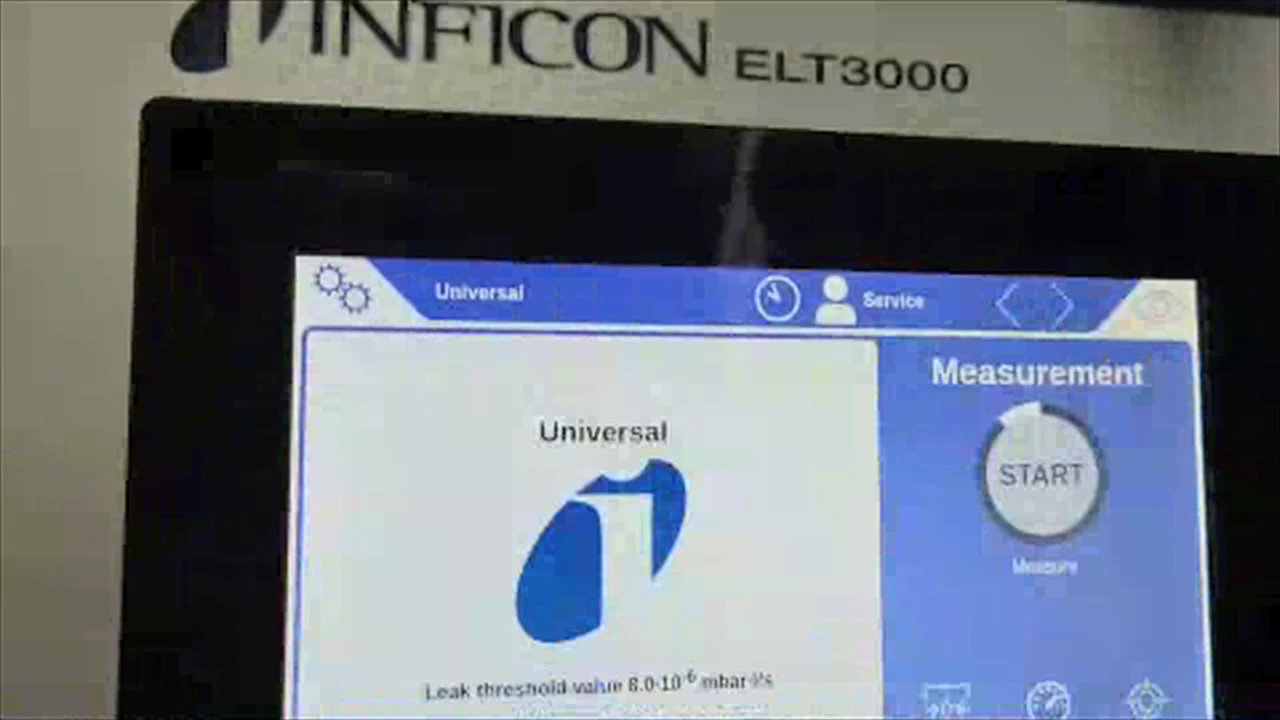 INFICON ELT3000
Universal
Service
Measurement
Universal
START
Measure
Leak threshold value 8.0·10⁻⁶ mbar·l/s